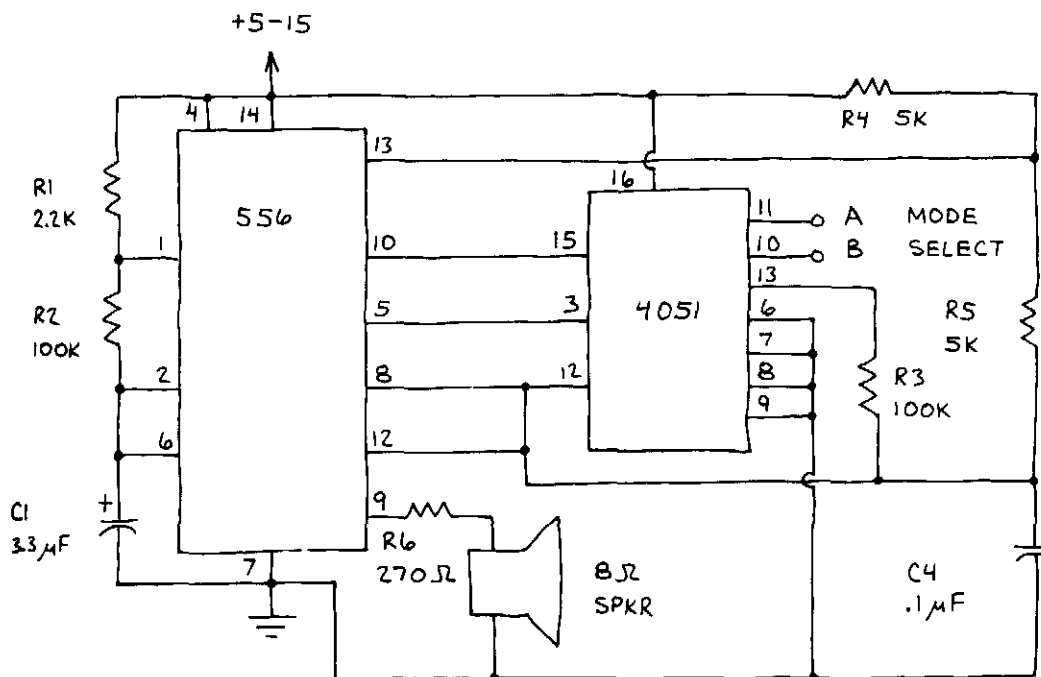 +5-15
4
14
R4 5K
13
16
R1
2.2K
556
11 A MODE
10 B SELECT
1
10
15
13
R2
100K
5
3
4051
6
R5
5K
7
2
8
12
8
R3
100K
9
6
12
C1
+
3.3µF
9
R6
270Ω
7
8Ω
SPKR
C4
.1µF